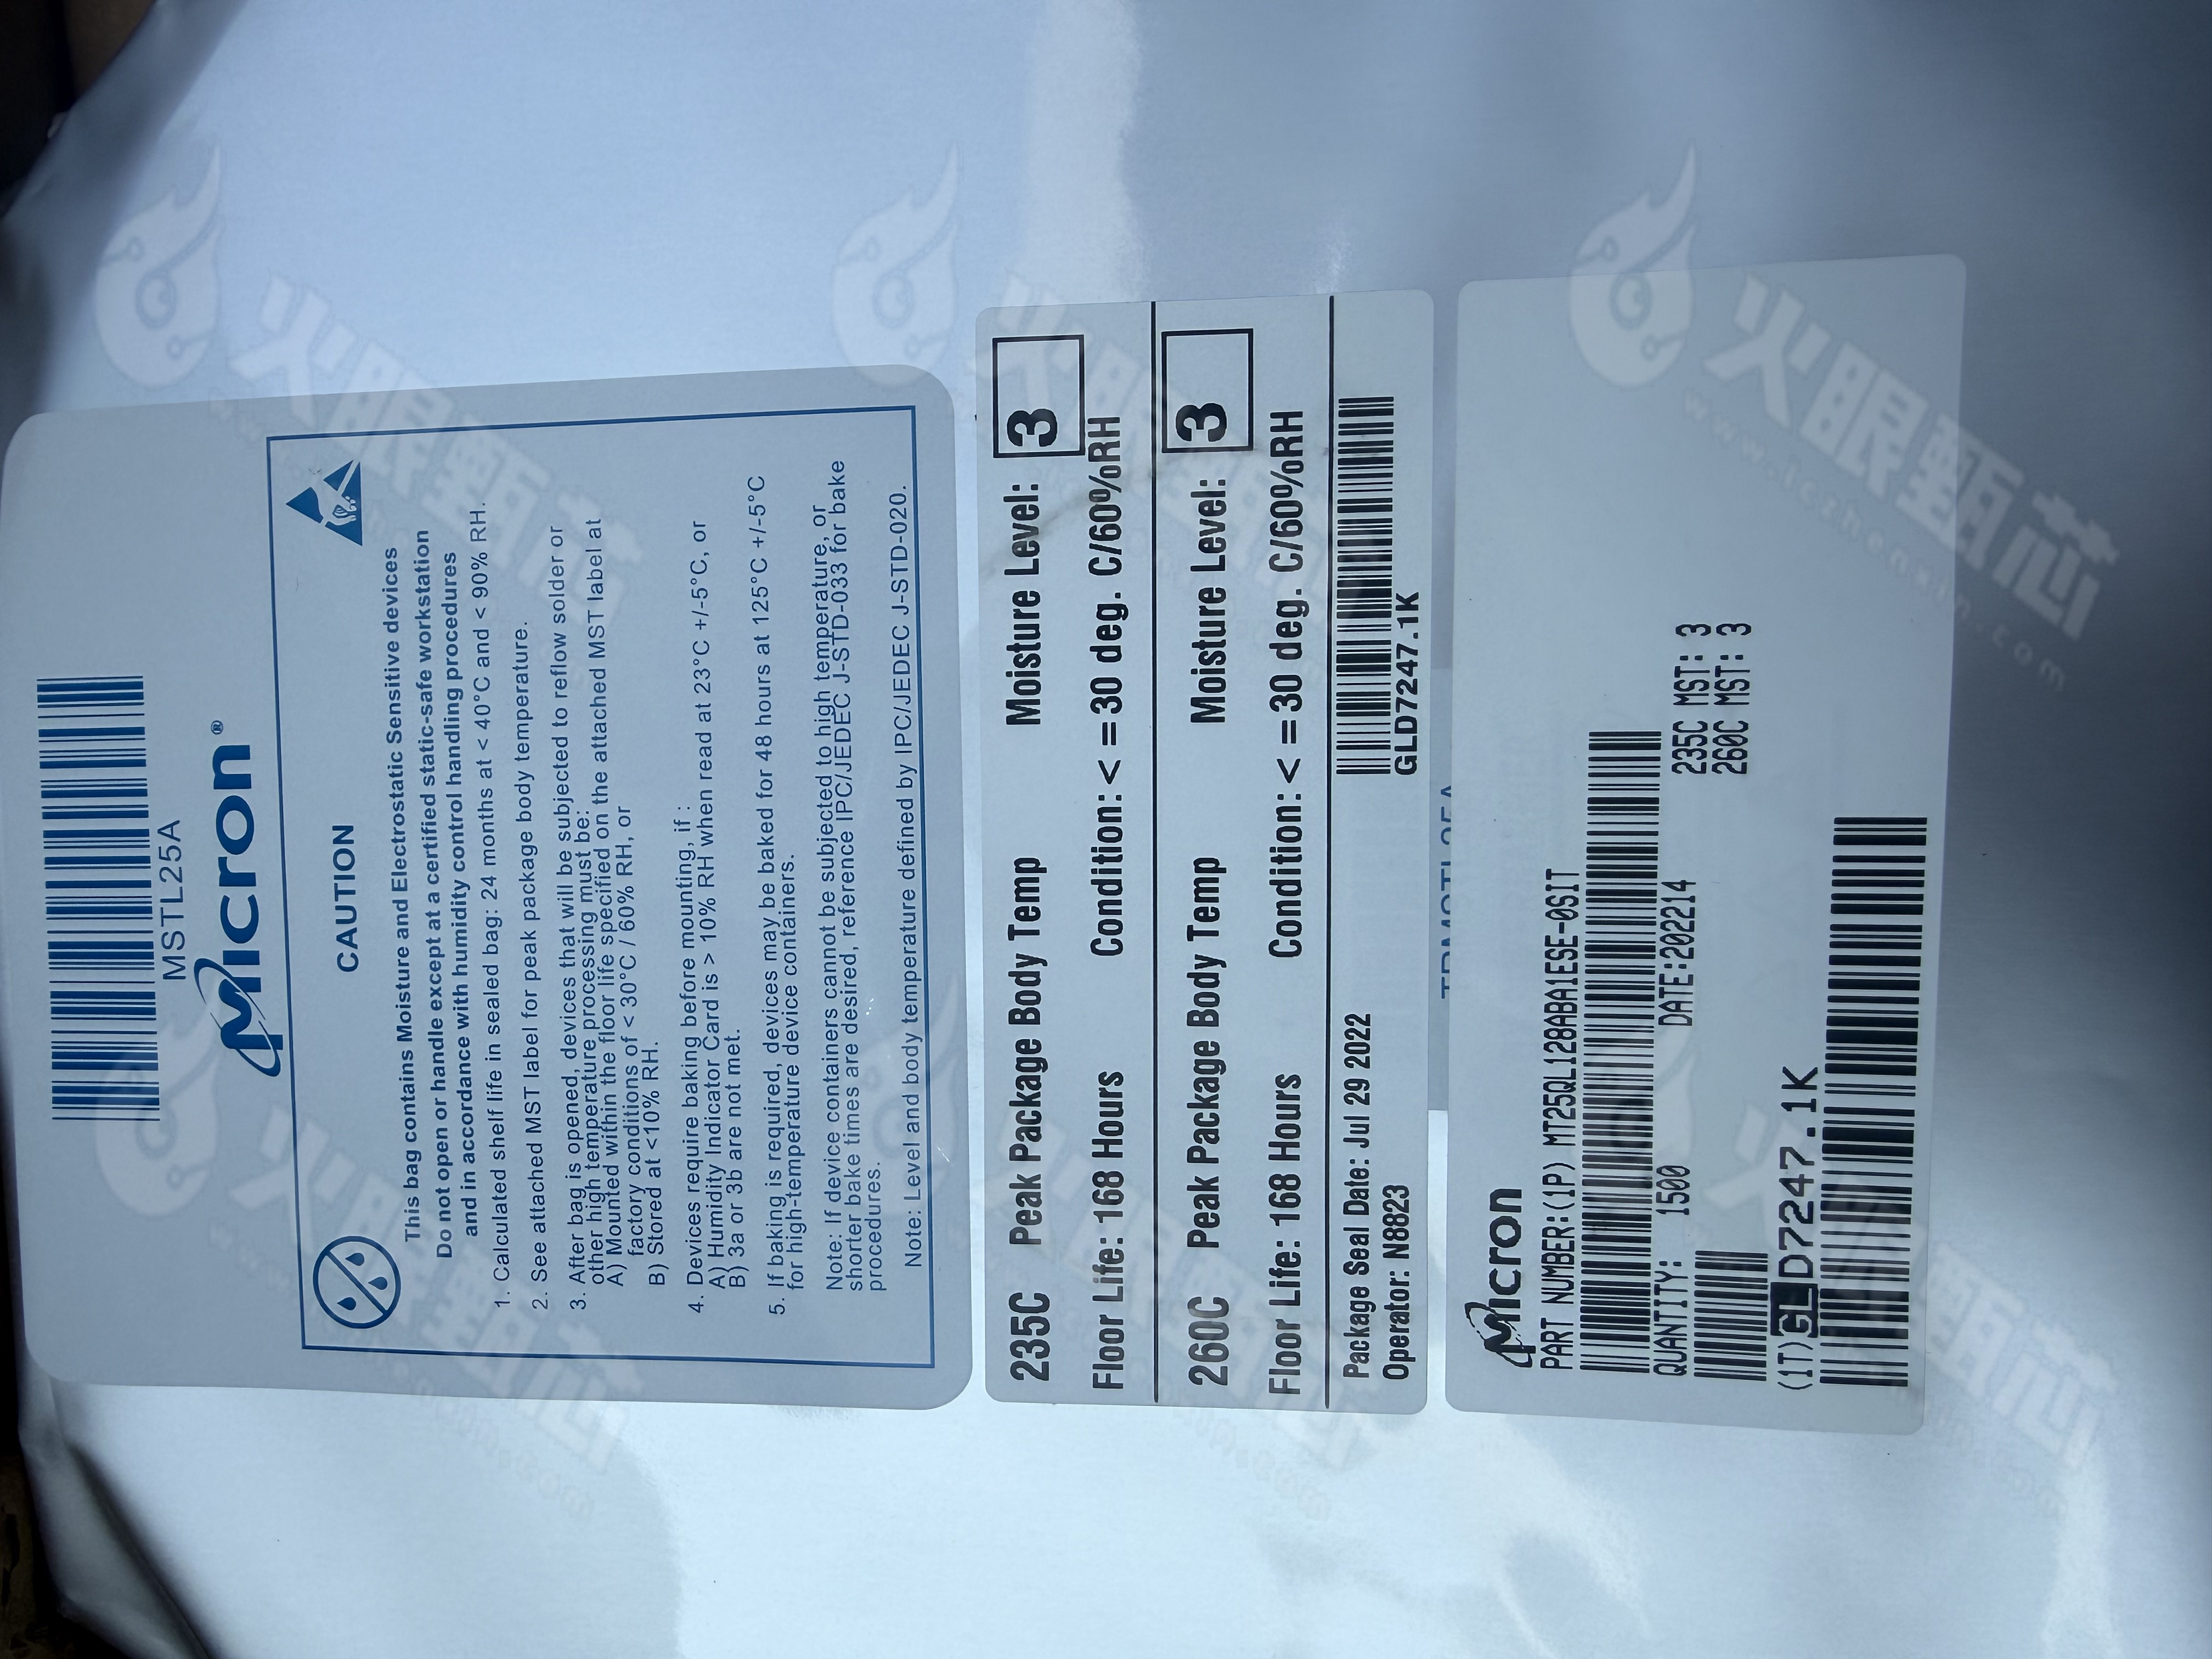 MSTL25A
Micron®
CAUTION
This bag contains Moisture and Electrostatic Sensitive devices
Do not open or handle except at a certified static-safe workstation
and in accordance with humidity control handling procedures
1. Calculated shelf life in sealed bag: 24 months at < 40°C and < 90% RH.
2. See attached MST label for peak package body temperature.
3. After bag is opened, devices that will be subjected to reflow solder or
other high temperature processing must be:
A) Mounted within the floor life specified on the attached MST label at
factory conditions of < 30°C / 60% RH, or
B) Stored at <10% RH.
4. Devices require baking before mounting, if :
A) Humidity Indicator Card is > 10% RH when read at 23°C +/-5°C, or
B) 3a or 3b are not met.
5. If baking is required, devices may be baked for 48 hours at 125°C +/-5°C
for high-temperature device containers.
Note: If device containers cannot be subjected to high temperature, or
shorter bake times are desired, reference IPC/JEDEC J-STD-033 for bake
procedures.
Note: Level and body temperature defined by IPC/JEDEC J-STD-020.
235C Peak Package Body Temp Moisture Level: 3
Floor Life: 168 Hours Condition: < =30 deg. C/60%RH
260C Peak Package Body Temp Moisture Level: 3
Floor Life: 168 Hours Condition: < =30 deg. C/60%RH
Package Seal Date: Jul 29 2022
Operator: N8823
GLD7247.1K
Micron
PART NUMBER:(1P) MT25QL128ABA1ESE-0SIT
QUANTITY: 1500 DATE:202214 235C MST: 3
260C MST: 3
(1T)GLD7247.1K
火眼甄芯
www.iczhenxin.com